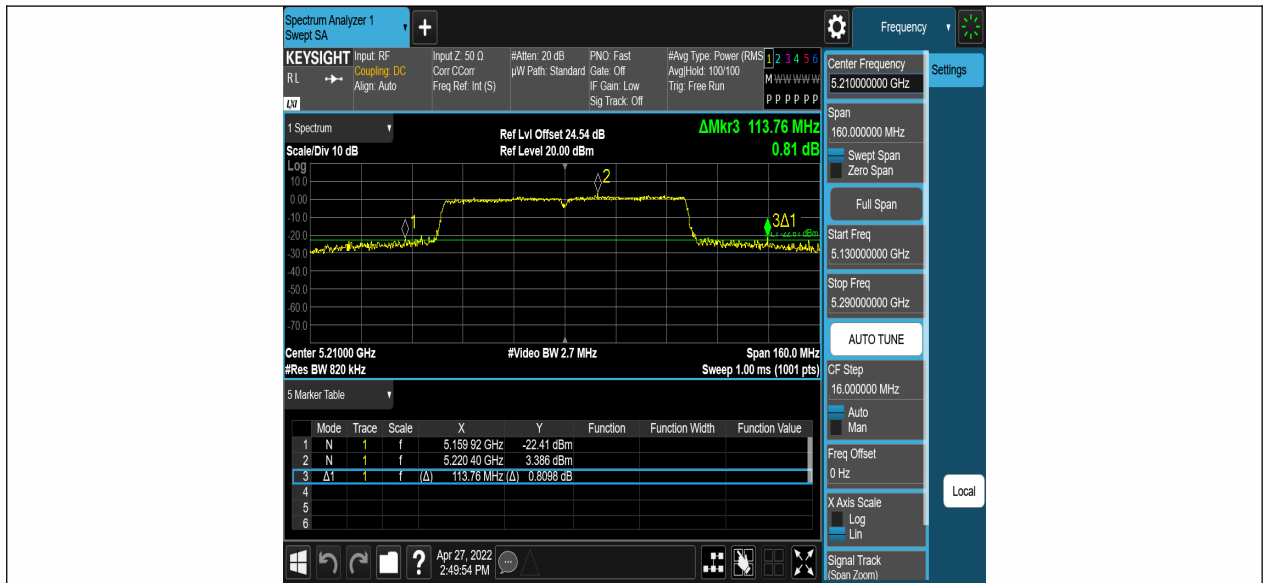 Spectrum Analyzer 1
Swept SA
+
Frequency
KEYSIGHT
RL
LXI
Input: RF
Coupling: DC
Align: Auto
Input Z: 50 Ω
Corr CCorr
Freq Ref: Int (S)
#Atten: 20 dB
µW Path: Standard
PNO: Fast
Gate: Off
IF Gain: Low
Sig Track: Off
#Avg Type: Power (RMS
Avg|Hold: 100/100
Trig: Free Run
1 2 3 4 5 6
M W W W W W
P P P P P P
1 Spectrum
Scale/Div 10 dB
Ref Lvl Offset 24.54 dB
Ref Level 20.00 dBm
ΔMkr3 113.76 MHz
0.81 dB
Log
10.0
0.00
-10.0
-20.0
-30.0
-40.0
-50.0
-60.0
-70.0
1
2
3Δ1
Center 5.21000 GHz
#Res BW 820 kHz
#Video BW 2.7 MHz
Span 160.0 MHz
Sweep 1.00 ms (1001 pts)
5 Marker Table
Mode Trace Scale X Y Function Function Width Function Value
1 N 1 f 5.159 92 GHz -22.41 dBm
2 N 1 f 5.220 40 GHz 3.386 dBm
3 Δ1 1 f (Δ) 113.76 MHz (Δ) 0.8098 dB
4
5
6
?
Apr 27, 2022
2:49:54 PM
Center Frequency
5.210000000 GHz
Span
160.000000 MHz
Swept Span
Zero Span
Full Span
Start Freq
5.130000000 GHz
Stop Freq
5.290000000 GHz
AUTO TUNE
CF Step
16.000000 MHz
Auto
Man
Freq Offset
0 Hz
X Axis Scale
Log
Lin
Signal Track
(Span Zoom)
Settings
Local